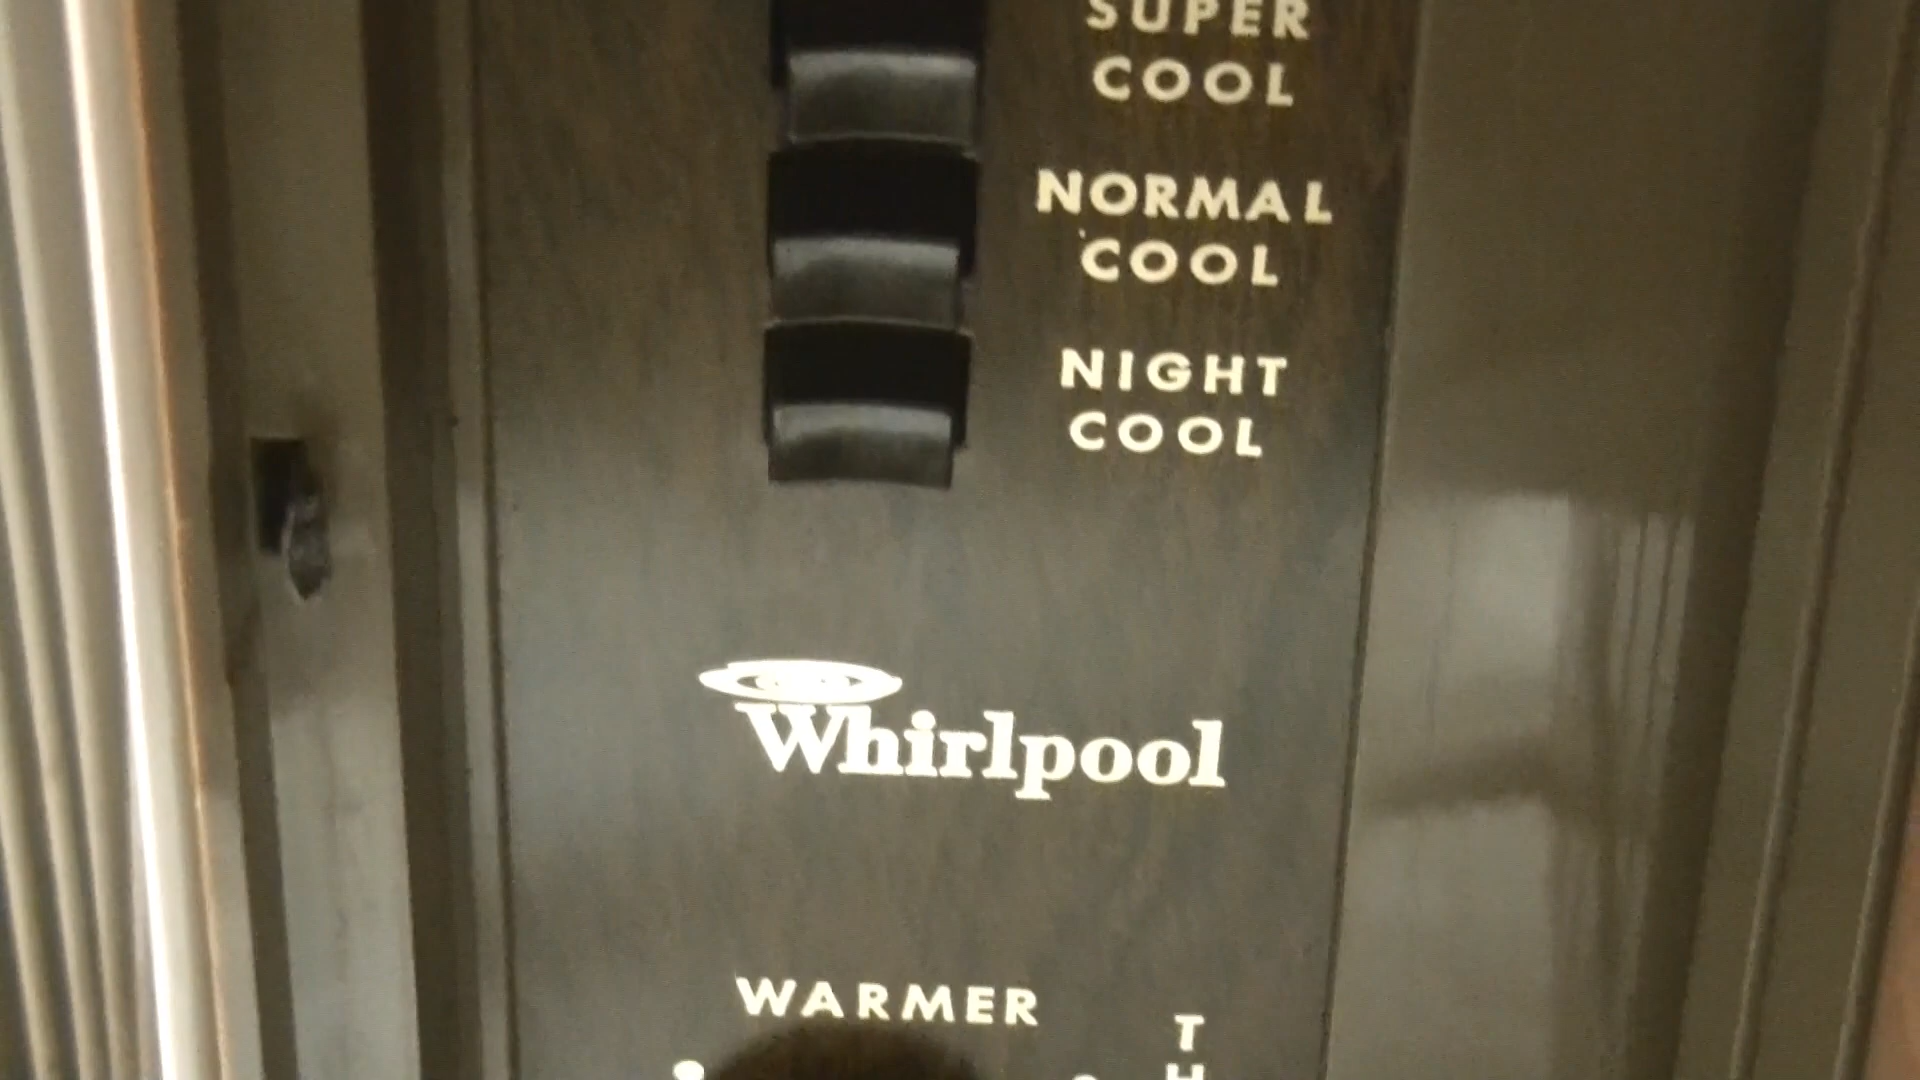 SUPER
COOL
NORMAL
COOL
NIGHT
COOL
Whirlpool
WARMER
T
H